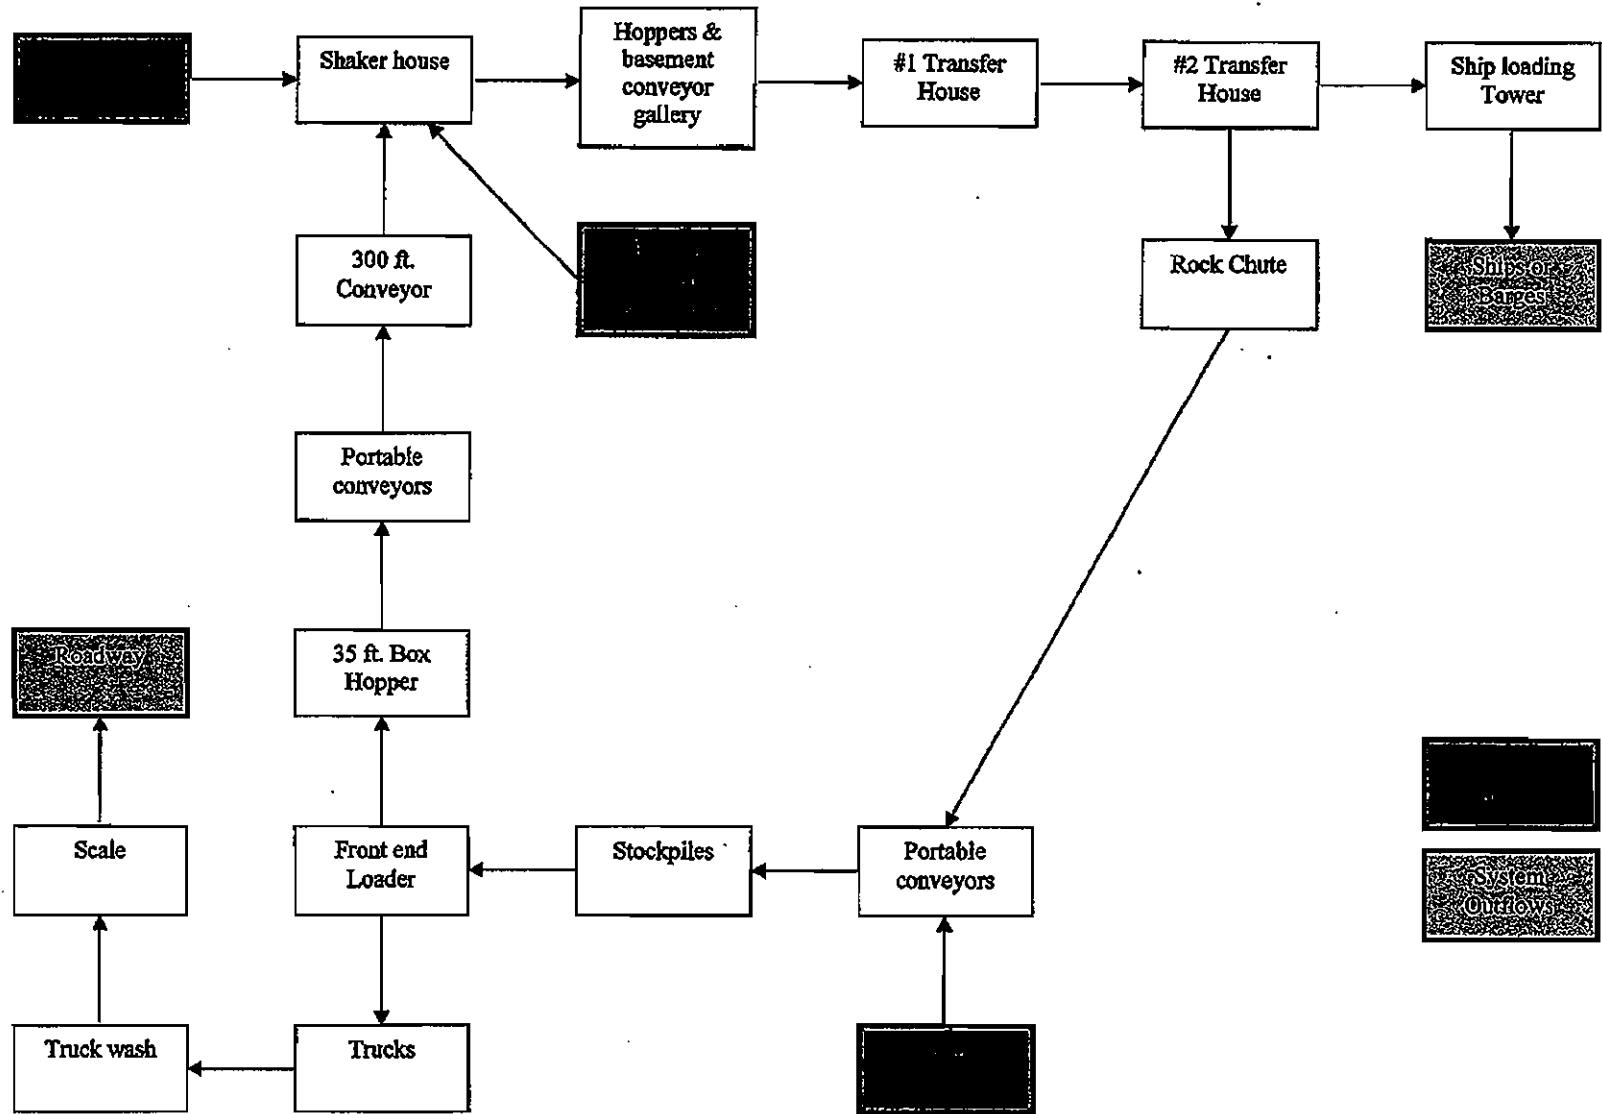 Shaker house
Hoppers &
basement
conveyor
gallery
#1 Transfer
House
#2 Transfer
House
Ship loading
Tower
300 ft.
Conveyor
Rock Chute
Ships or
Barges
Portable
conveyors
Roadway
35 ft. Box
Hopper
Scale
Front end
Loader
Stockpiles
Portable
conveyors
System
Outflows
Truck wash
Trucks